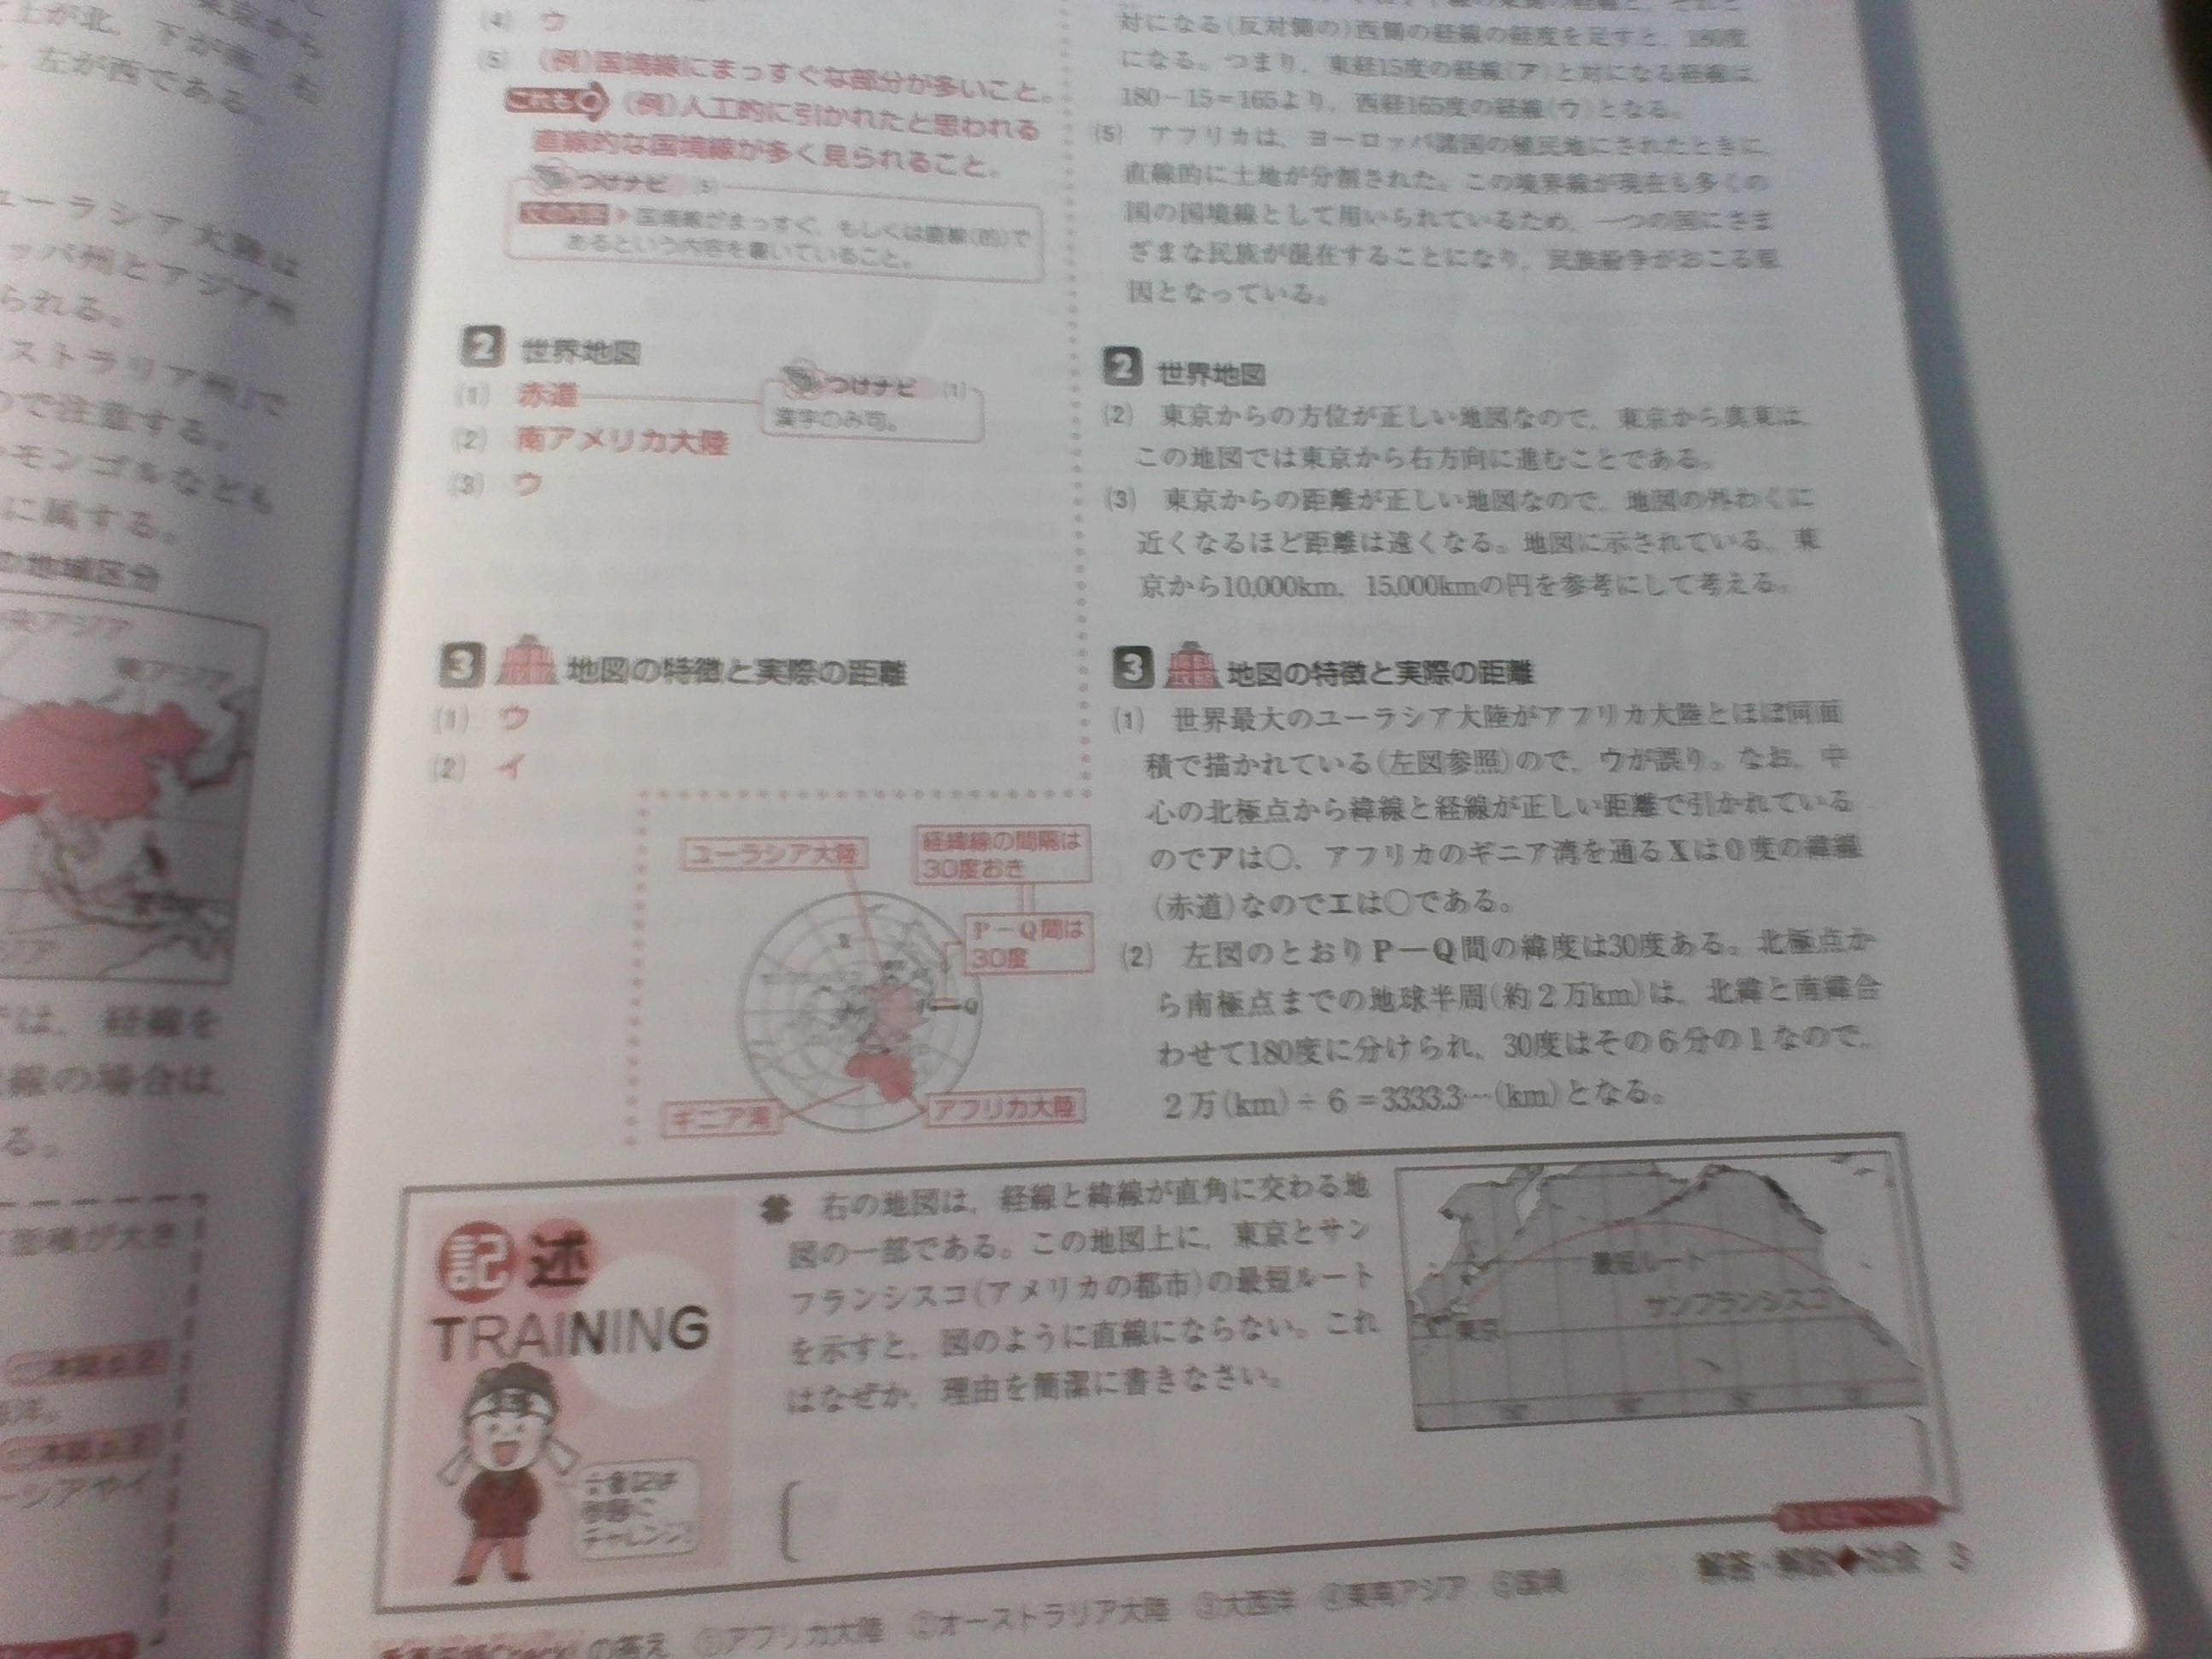 上が北，下が南，右
，左が西である。
ユーラシア大陸は
ッパ州とアジア州
られる。
ストラリア州」で
ので注意する。
モンゴルなども
に属する。
の地域区分
東アジア
では，経線を
線の場合は，
る。
面積が大き
(4) ウ
(5) (例)国境線にまっすぐな部分が多いこと。
これも (例)人工的に引かれたと思われる
直線的な国境線が多く見られること。
つけナビ (5)
国境線がまっすぐ，もしくは直線(的)で
あるという内容を書いていること。
2 世界地図
(1) 赤道
つけナビ (1)
漢字のみ可。
(2) 南アメリカ大陸
(3) ウ
3 地図の特徴と実際の距離
(1) ウ
(2) イ
ユーラシア大陸
経緯線の間隔は
30度おき
P－Q間は
30度
X
Q
ギニア湾
アフリカ大陸
対になる(反対側の)西側の経線の経度を足すと，180度
になる。つまり，東経15度の経線(ア)と対になる経線は，
180－15＝165より，西経165度の経線(ウ)となる。
(5) アフリカは，ヨーロッパ諸国の植民地にされたときに，
直線的に土地が分割された。この境界線が現在も多くの
国の国境線として用いられているため，一つの国にさま
ざまな民族が混在することになり，民族紛争がおこる要
因となっている。
2 世界地図
(2) 東京からの方位が正しい地図なので，東京から真東は，
この地図では東京から右方向に進むことである。
(3) 東京からの距離が正しい地図なので，地図の外わくに
近くなるほど距離は遠くなる。地図に示されている，東
京から10,000km，15,000kmの円を参考にして考える。
3 地図の特徴と実際の距離
(1) 世界最大のユーラシア大陸がアフリカ大陸とほぼ同面
積で描かれている(左図参照)ので，ウが誤り。なお，中
心の北極点から緯線と経線が正しい距離で引かれている
のでアは○，アフリカのギニア湾を通るXは0度の緯線
(赤道)なのでエは○である。
(2) 左図のとおりP－Q間の緯度は30度ある。北極点か
ら南極点までの地球半周(約2万km)は，北緯と南緯合
わせて180度に分けられ，30度はその6分の1なので，
2万(km)÷6＝3333.3…(km)となる。
記述
TRAINING
チャレンジ!
右の地図は，経線と緯線が直角に交わる地
図の一部である。この地図上に，東京とサン
フランシスコ(アメリカの都市)の最短ルート
を示すと，図のように直線にならない。これ
はなぜか，理由を簡潔に書きなさい。
最短ルート
サンフランシスコ
東京
解答・解説◆社会 3
の答え ①アフリカ大陸 ②オーストラリア大陸 ③大西洋 ④東南アジア ⑤国境